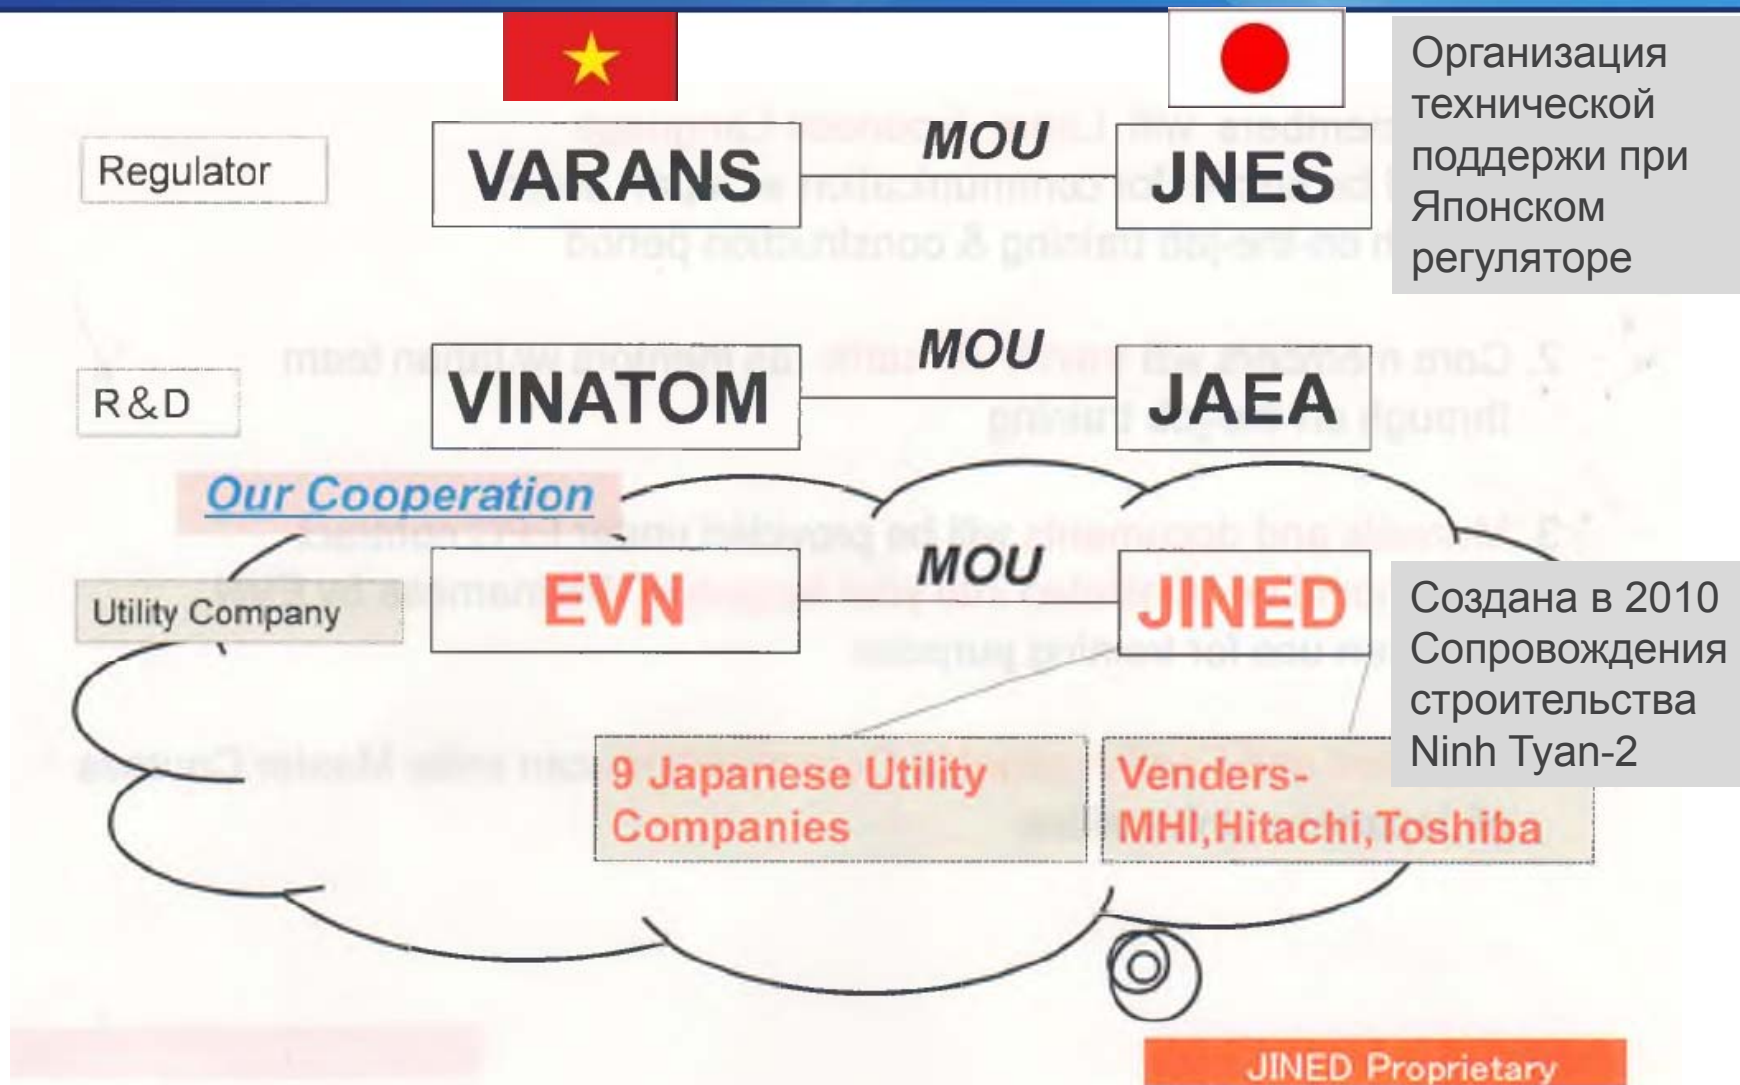 Организация
технической
поддержи при
Японском
регуляторе
Regulator
VARANS
MOU
JNES
R&D
VINATOM
MOU
JAEA
Our Cooperation
Utility Company
EVN
MOU
JINED
Создана в 2010
Сопровождения
строительства
Ninh Tyan-2
9 Japanese Utility
Companies
Venders-
MHI,Hitachi,Toshiba
JINED Proprietary